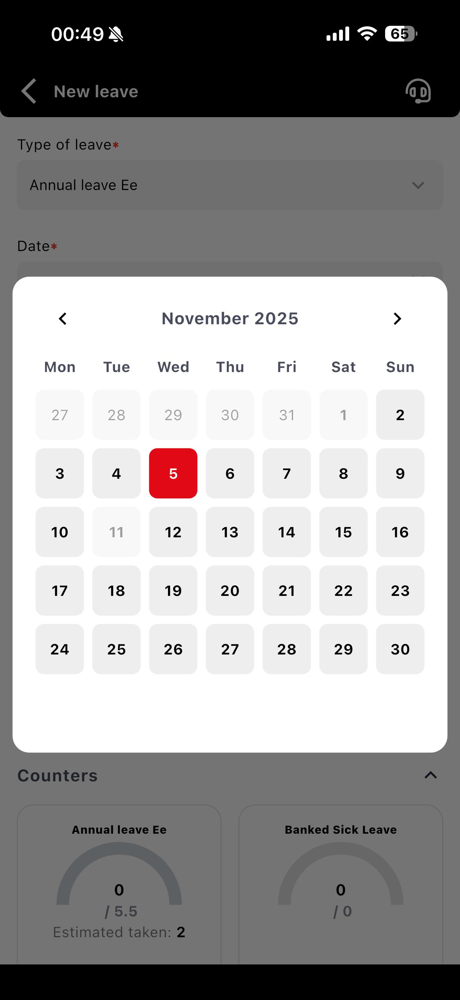 00:49
65
New leave
Type of leave*
Annual leave Ee
Date*
November 2025
Mon Tue Wed Thu Fri Sat Sun
27 28 29 30 31 1 2
3 4 5 6 7 8 9
10 11 12 13 14 15 16
17 18 19 20 21 22 23
24 25 26 27 28 29 30
Counters
Annual leave Ee
0
/ 5.5
Estimated taken: 2
Banked Sick Leave
0
/ 0